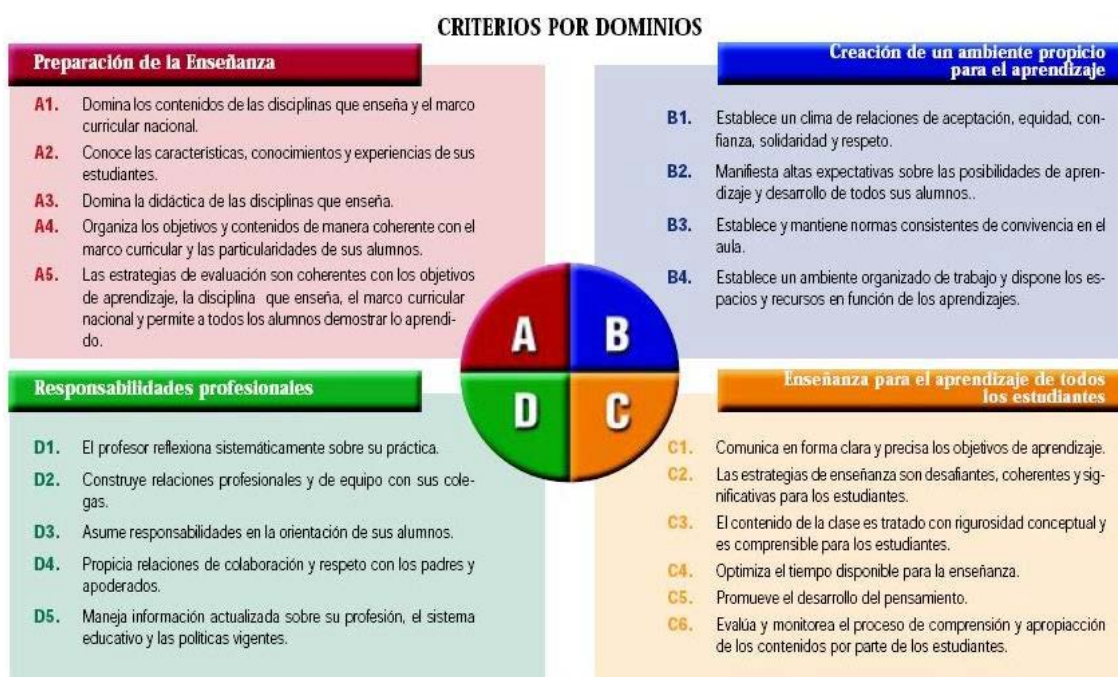 CRITERIOS POR DOMINIOS
Preparación de la Enseñanza
A1. Domina los contenidos de las disciplinas que enseña y el marco
curricular nacional.
A2. Conoce las características, conocimientos y experiencias de sus
estudiantes.
A3. Domina la didáctica de las disciplinas que enseña.
A4. Organiza los objetivos y contenidos de manera coherente con el
marco curricular y las particularidades de sus alumnos.
A5. Las estrategias de evaluación son coherentes con los objetivos
de aprendizaje, la disciplina que enseña, el marco curricular
nacional y permite a todos los alumnos demostrar lo aprendi-
do.
Creación de un ambiente propicio
para el aprendizaje
B1. Establece un clima de relaciones de aceptación, equidad, con-
fianza, solidaridad y respeto.
B2. Manifiesta altas expectativas sobre las posibilidades de apren-
dizaje y desarrollo de todos sus alumnos..
B3. Establece y mantiene normas consistentes de convivencia en el
aula.
B4. Establece un ambiente organizado de trabajo y dispone los es-
pacios y recursos en función de los aprendizajes.
A B
D C
Responsabilidades profesionales
D1. El profesor reflexiona sistemáticamente sobre su práctica.
D2. Construye relaciones profesionales y de equipo con sus cole-
gas.
D3. Asume responsabilidades en la orientación de sus alumnos.
D4. Propicia relaciones de colaboración y respeto con los padres y
apoderados.
D5. Maneja información actualizada sobre su profesión, el sistema
educativo y las políticas vigentes.
Enseñanza para el aprendizaje de todos
los estudiantes
C1. Comunica en forma clara y precisa los objetivos de aprendizaje.
C2. Las estrategias de enseñanza son desafiantes, coherentes y sig-
nificativas para los estudiantes.
C3. El contenido de la clase es tratado con rigurosidad conceptual y
es comprensible para los estudiantes.
C4. Optimiza el tiempo disponible para la enseñanza.
C5. Promueve el desarrollo del pensamiento.
C6. Evalúa y monitorea el proceso de comprensión y apropiacción
de los contenidos por parte de los estudiantes.